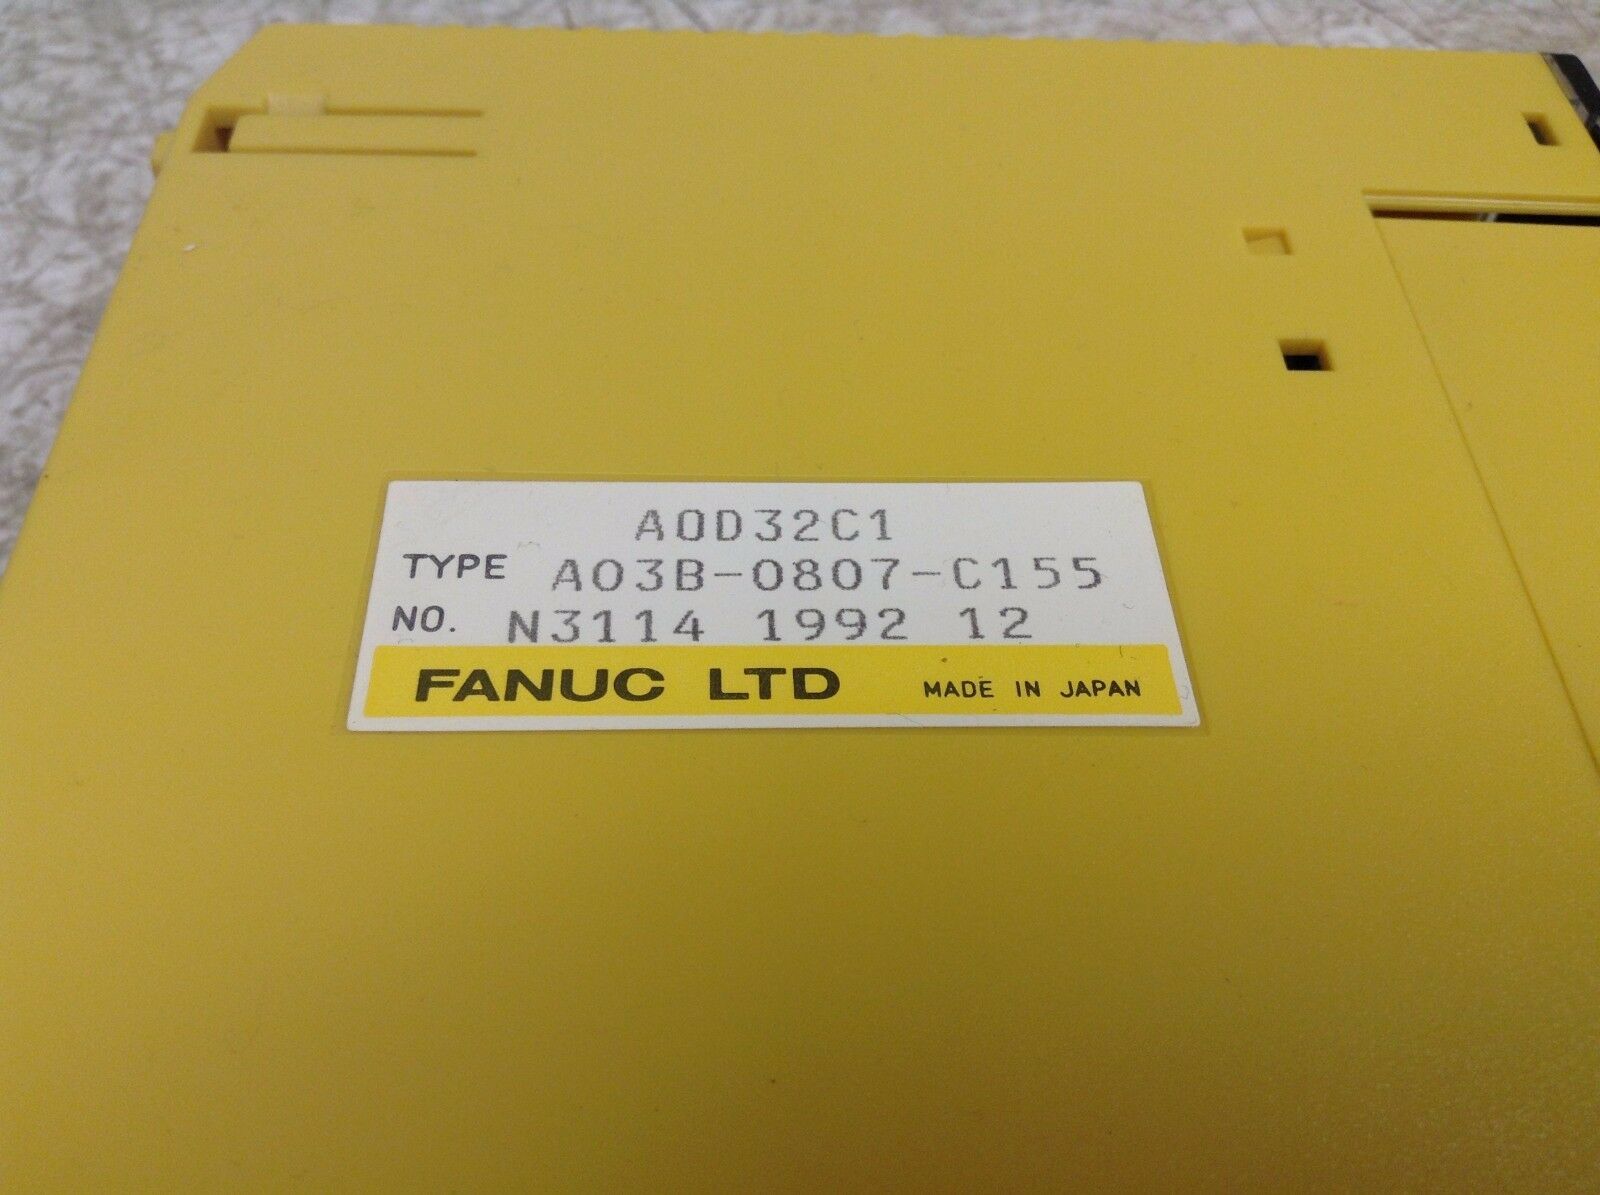 AOD32C1
TYPE A03B-0807-C155
NO. N3114 1992 12
FANUC LTD MADE IN JAPAN